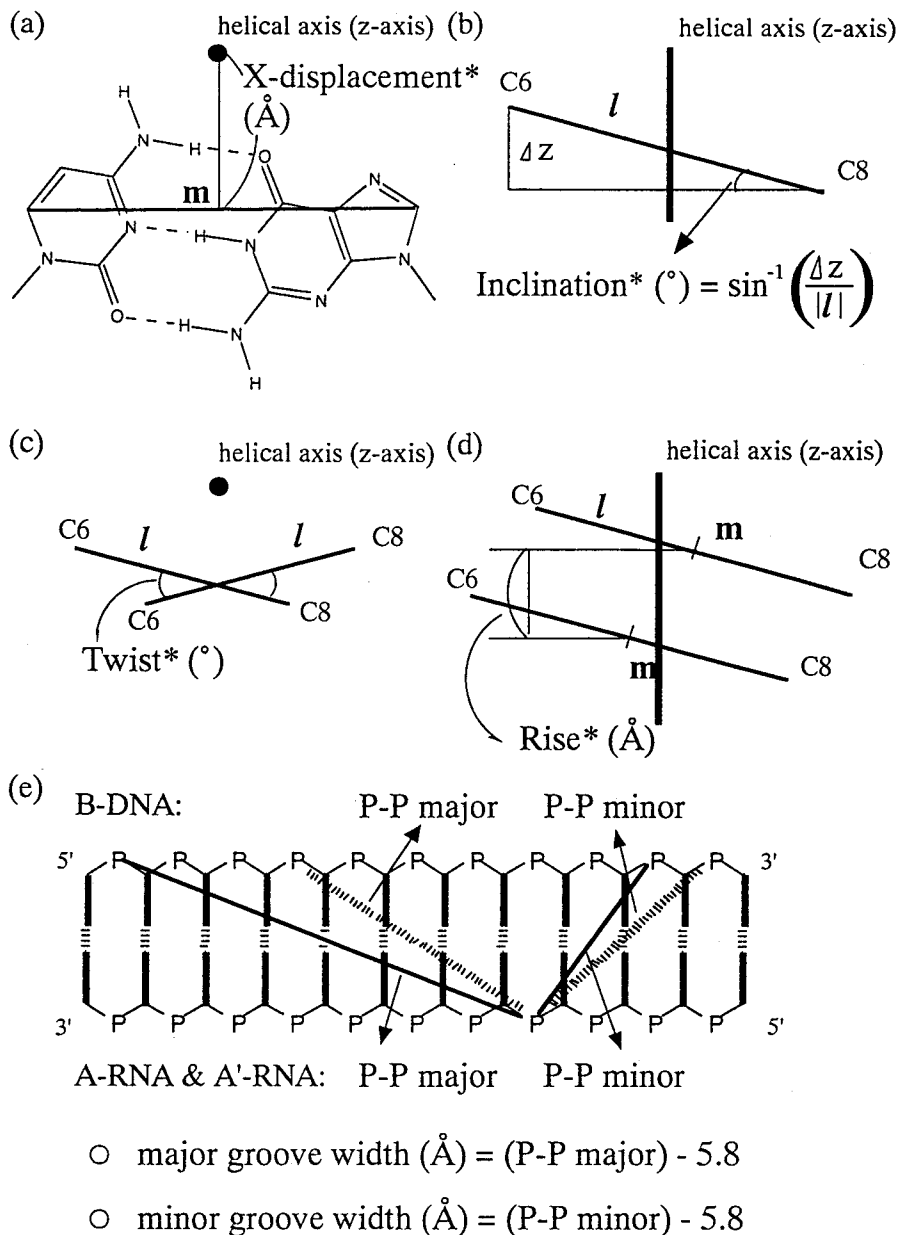 (a)
helical axis (z-axis)
X-displacement*
(Å)
H
N
H
H
O
N
m
N
H
N
N
N
N
O
H
N
N
H
(b)
helical axis (z-axis)
C6
l
Δz
C8
Inclination* (°) = sin⁻¹(Δz/|l|)
(c)
helical axis (z-axis)
C6
l
l
C8
C6
C8
Twist* (°)
(d)
helical axis (z-axis)
C6
l
m
C8
C6
m
C8
Rise* (Å)
(e)
B-DNA: P-P major P-P minor
5' P P P P P P P P P P P 3'
3' P P P P P P P P P P P 5'
A-RNA & A'-RNA: P-P major P-P minor
○ major groove width (Å) = (P-P major) - 5.8
○ minor groove width (Å) = (P-P minor) - 5.8